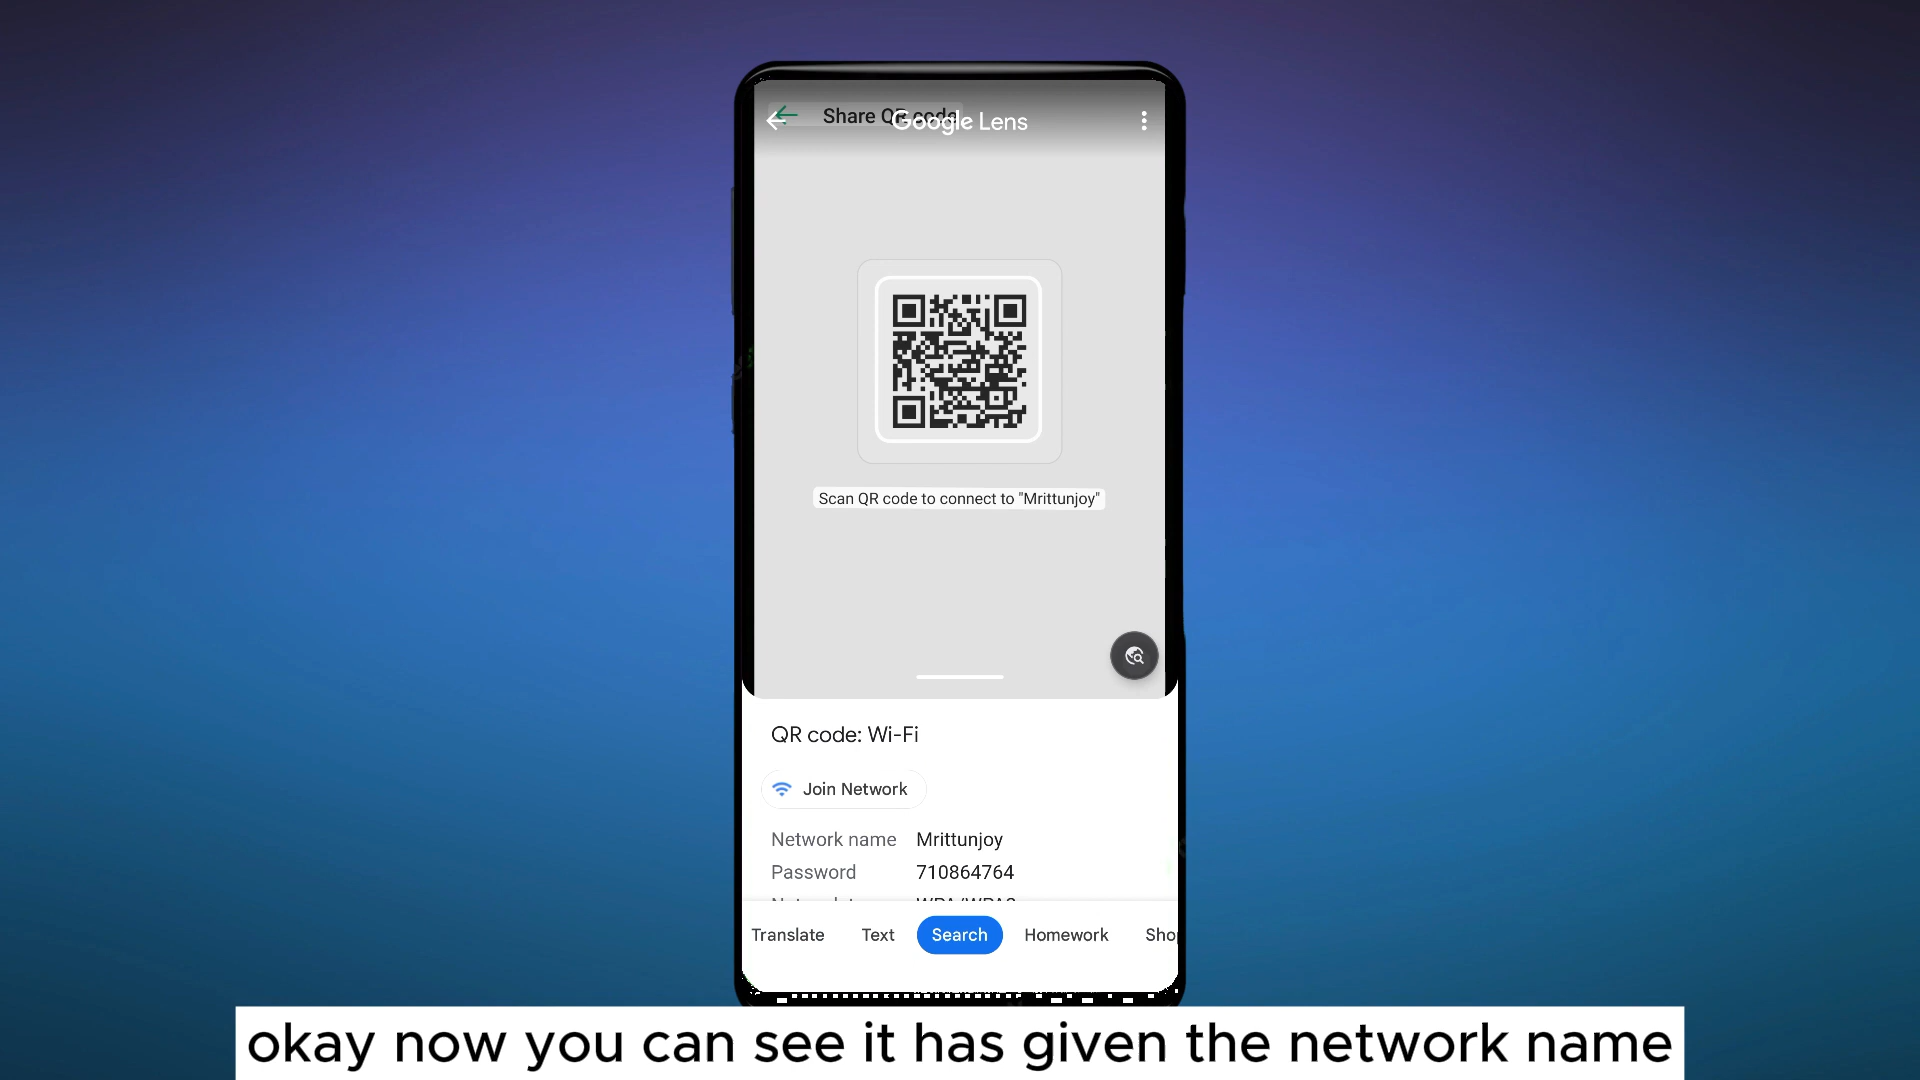 Share QR code
Google Lens
Scan QR code to connect to "Mrittunjoy"
QR code: Wi-Fi
Join Network
Network name Mrittunjoy
Password 710864764
Translate Text Search Homework Sho
okay now you can see it has given the network name